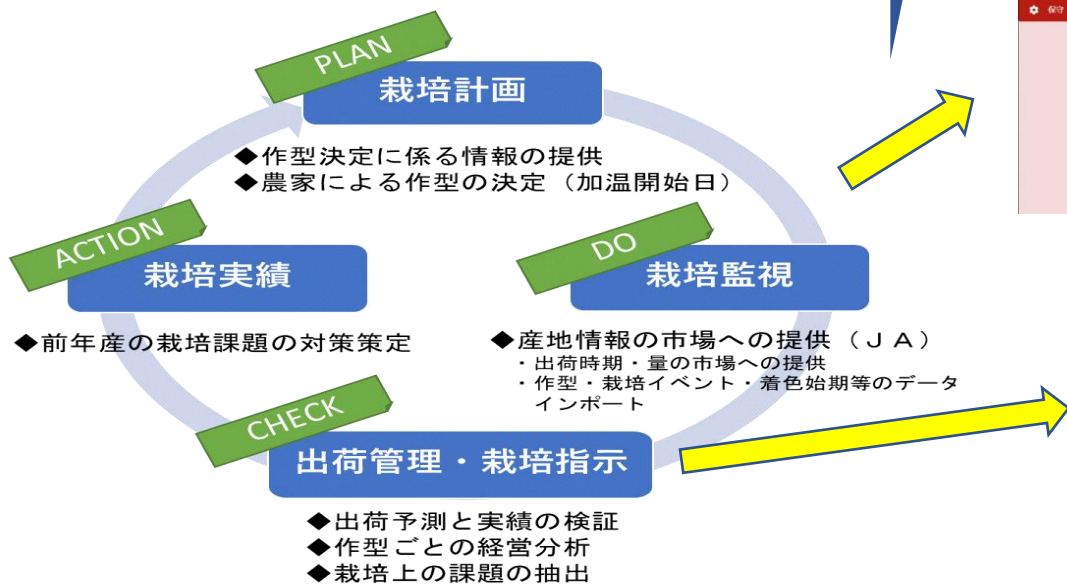 保守
PLAN
栽培計画
◆作型決定に係る情報の提供
◆農家による作型の決定（加温開始日）
ACTION
栽培実績
◆前年産の栽培課題の対策策定
DO
栽培監視
◆産地情報の市場への提供（ＪＡ）
・出荷時期・量の市場への提供
・作型・栽培イベント・着色始期等のデータ
インポート
CHECK
出荷管理・栽培指示
◆出荷予測と実績の検証
◆作型ごとの経営分析
◆栽培上の課題の抽出